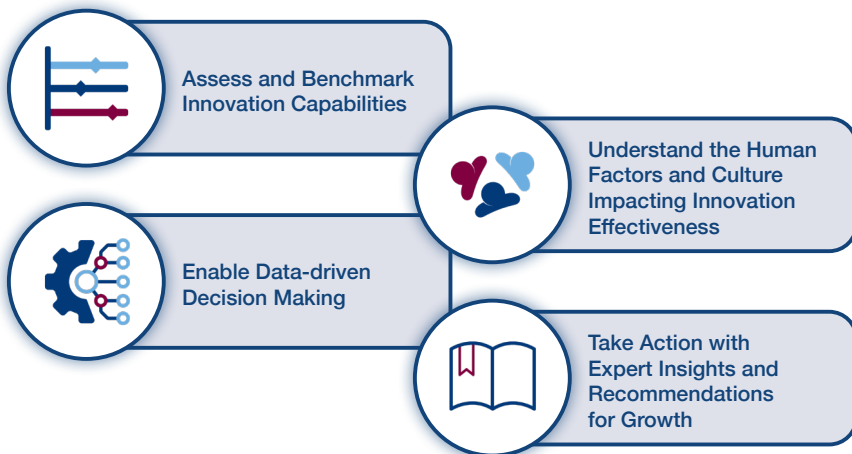 Assess and Benchmark
Innovation Capabilities
Understand the Human
Factors and Culture
Impacting Innovation
Effectiveness
Enable Data-driven
Decision Making
Take Action with
Expert Insights and
Recommendations
for Growth